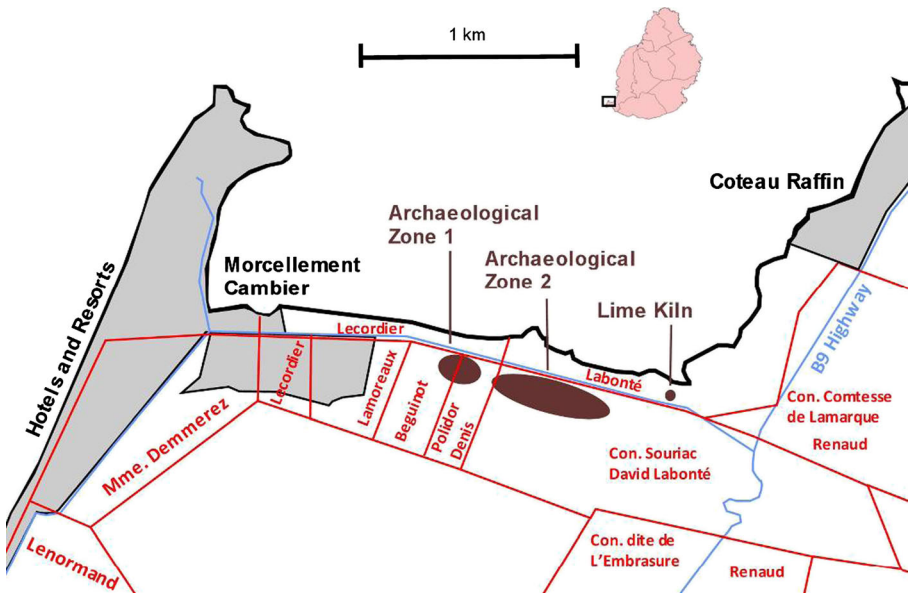 1 km
Coteau Raffin
Archaeological
Zone 1
Archaeological
Zone 2
Morcellement
Cambier
Lime Kiln
Hotels and Resorts
B9 Highway
Lecordier
Labonté
Lecordier
Lamoreaux
Beguinot
Polidor
Denis
Mme. Demmerez
Con. Comtesse
de Lamarque
Renaud
Con. Souriac
David Labonté
Con. dite de
L'Embrasure
Renaud
Lenormand